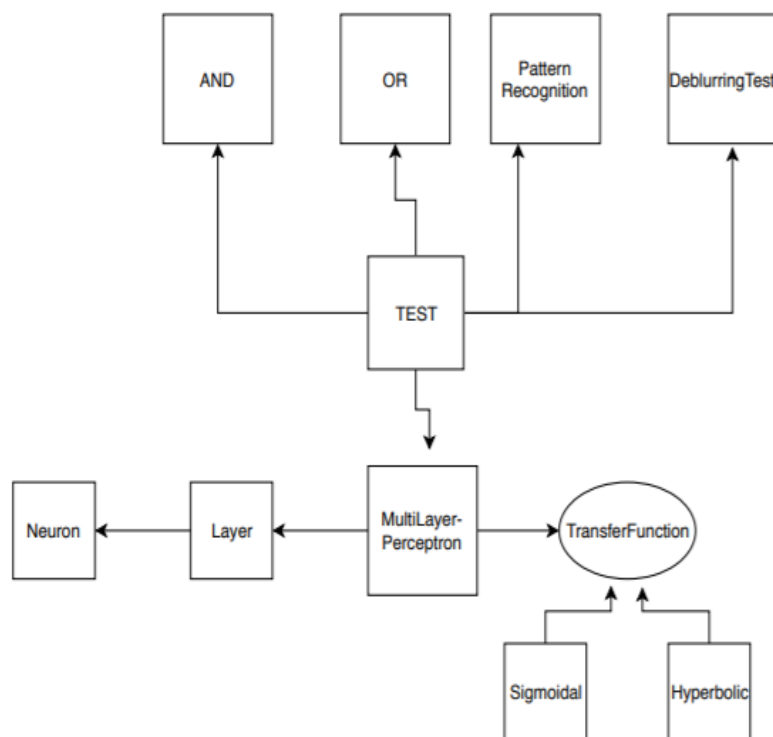 AND
OR
Pattern
Recognition
DeblurringTest
TEST
Neuron
Layer
MultiLayer-
Perceptron
TransferFunction
Sigmoidal
Hyperbolic